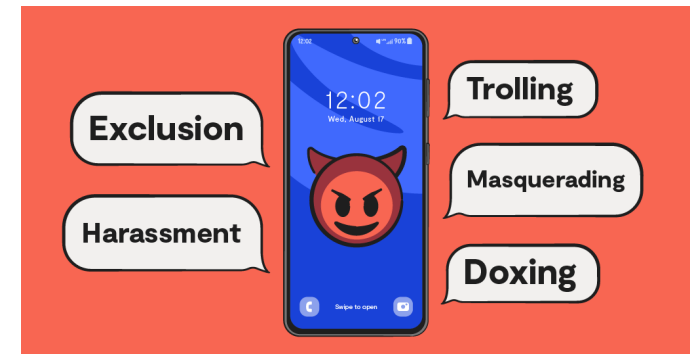 12:02
90%
12:02
Wed, August 17
Exclusion
Harassment
Trolling
Masquerading
Doxing
Swipe to open